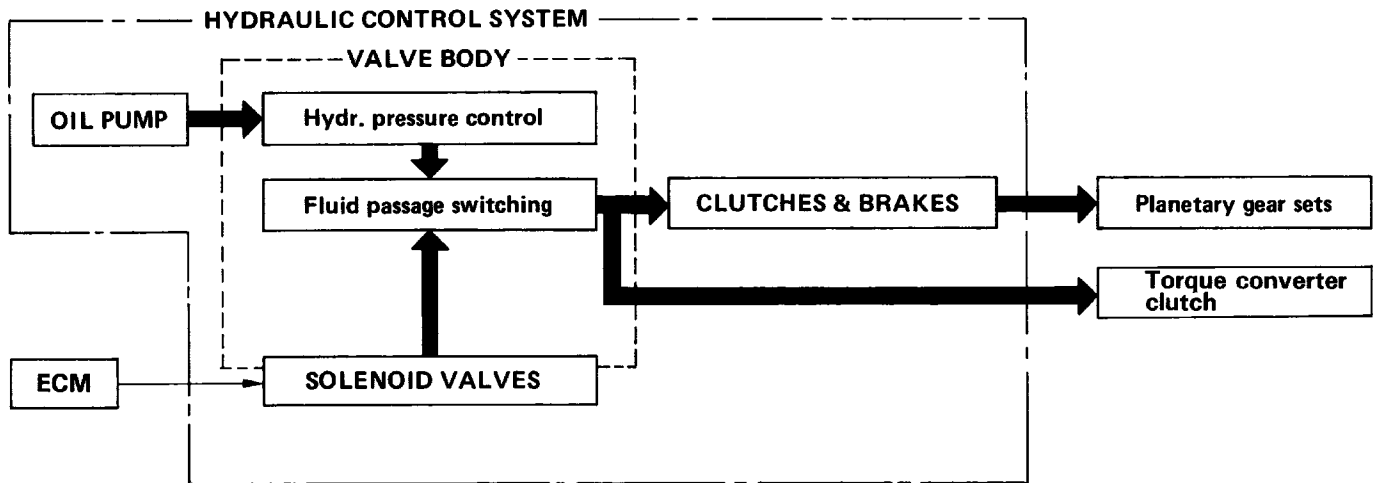 HYDRAULIC CONTROL SYSTEM
VALVE BODY
OIL PUMP
Hydr. pressure control
Fluid passage switching
CLUTCHES & BRAKES
Planetary gear sets
Torque converter
clutch
ECM
SOLENOID VALVES